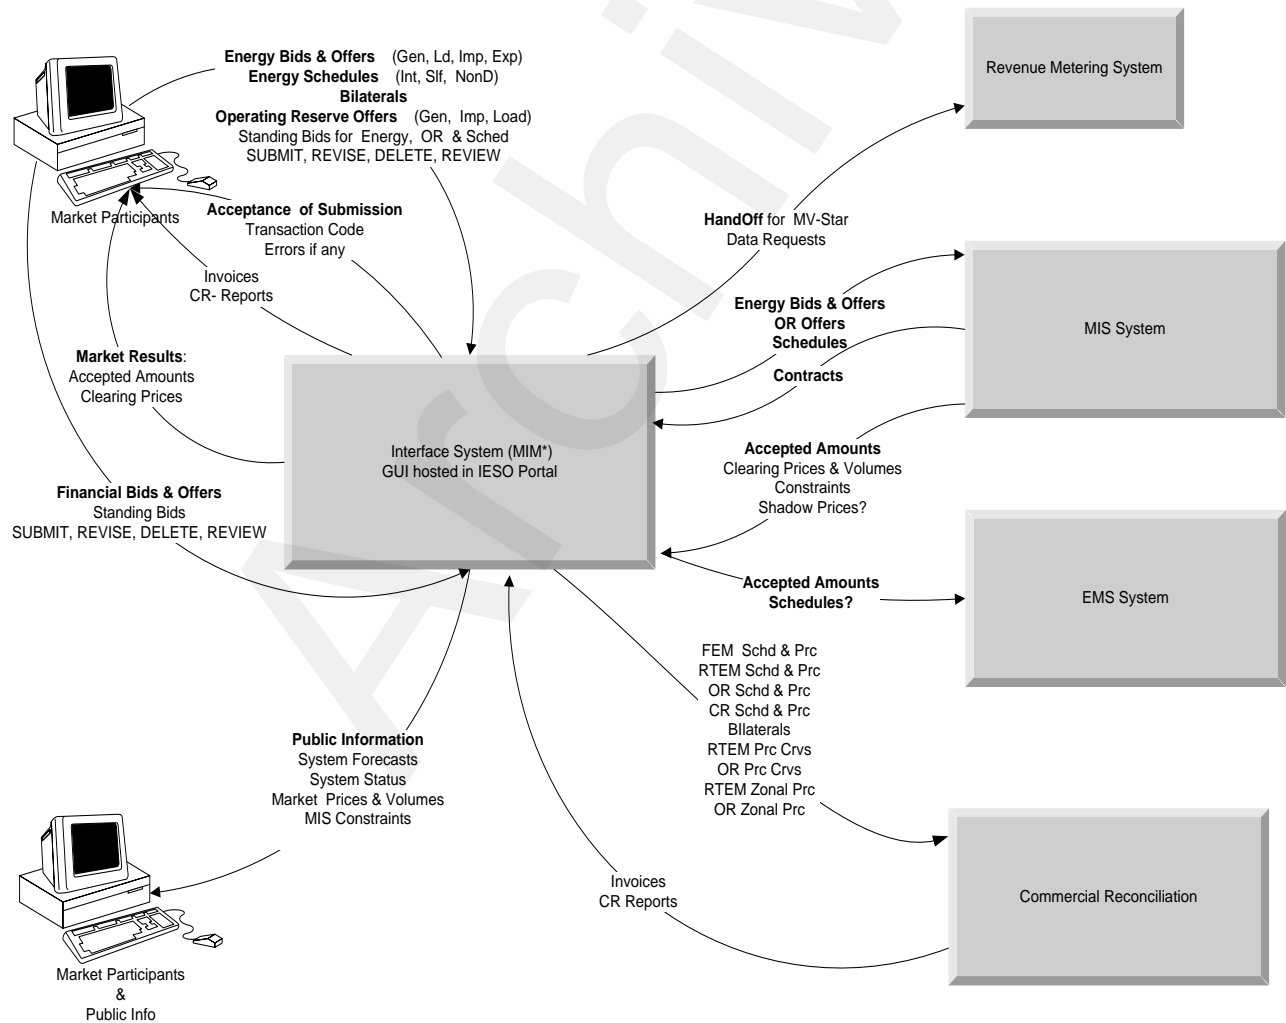 Energy Bids & Offers (Gen, Ld, Imp, Exp)
Energy Schedules (Int, Slf, NonD)
Bilaterals
Operating Reserve Offers (Gen, Imp, Load)
Standing Bids for Energy, OR & Sched
SUBMIT, REVISE, DELETE, REVIEW
Revenue Metering System
Market Participants
Acceptance of Submission
Transaction Code
Errors if any
HandOff for MV-Star
Data Requests
Invoices
CR- Reports
Energy Bids & Offers
OR Offers
Schedules
MIS System
Contracts
Market Results:
Accepted Amounts
Clearing Prices
Interface System (MIM*)
GUI hosted in IESO Portal
Accepted Amounts
Clearing Prices & Volumes
Constraints
Shadow Prices?
Financial Bids & Offers
Standing Bids
SUBMIT, REVISE, DELETE, REVIEW
Accepted Amounts
Schedules?
EMS System
FEM Schd & Prc
RTEM Schd & Prc
OR Schd & Prc
CR Schd & Prc
BIlaterals
RTEM Prc Crvs
OR Prc Crvs
RTEM Zonal Prc
OR Zonal Prc
Public Information
System Forecasts
System Status
Market Prices & Volumes
MIS Constraints
Invoices
CR Reports
Commercial Reconciliation
Market Participants
&
Public Info
Archiv